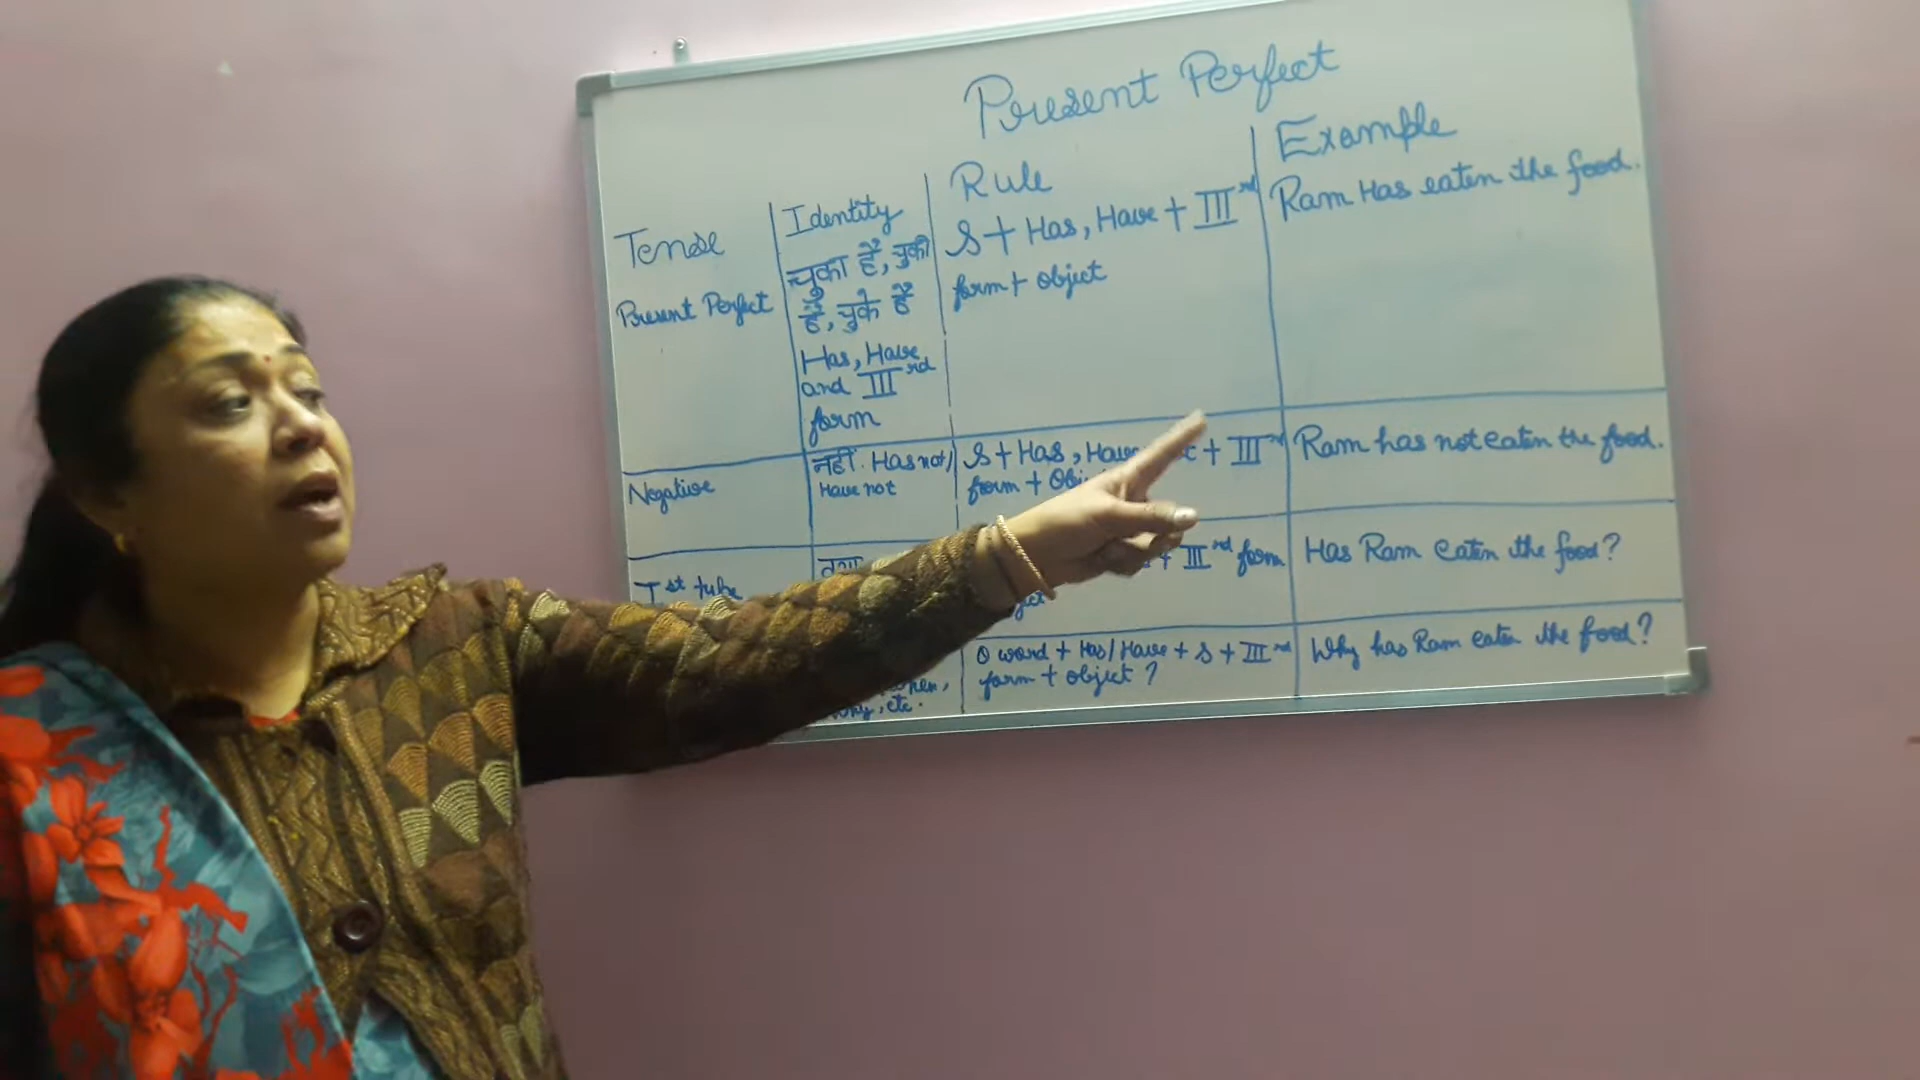 Present Perfect
Tense
Identity
Rule
Example
Present Perfect
चुका है, चुकी
है, चुके हैं
Has, Have
and IIIrd
form
S + Has, Have + IIIrd
form + object
Ram Has eaten the food.
Negative
नहीं. Has not/
Have not
S + Has, Have + IIIrd
form +
Ram has not eaten the food.
Ist type
क्या
+ IIIrd form
Has Ram eaten the food?
etc.
Q word + Has/Have + S + IIIrd
form + object ?
Why has Ram eaten the food?